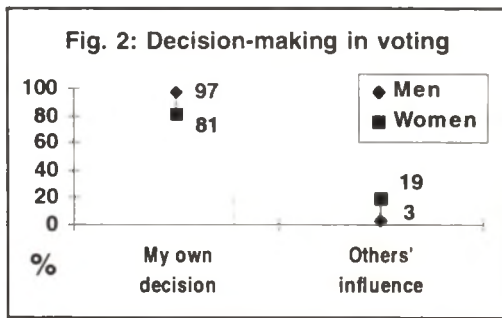 Fig. 2: Decision-making in voting
100
80
60
40
20
0
%
97
81
19
3
Men
Women
My own
decision
Others'
influence